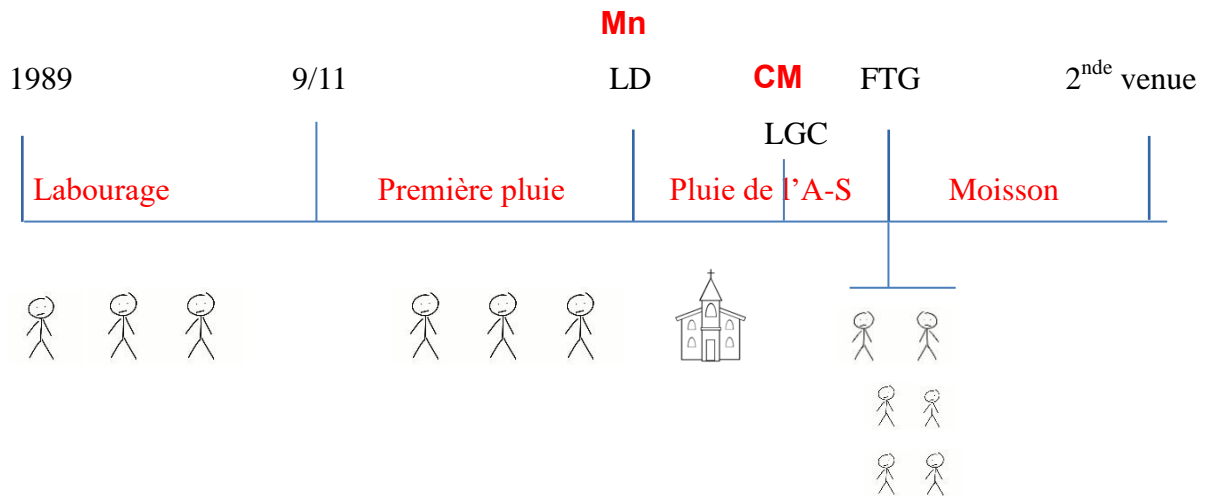 Mn
1989 9/11 LD CM FTG 2nde venue
LGC
Labourage Première pluie Pluie de l’A-S Moisson